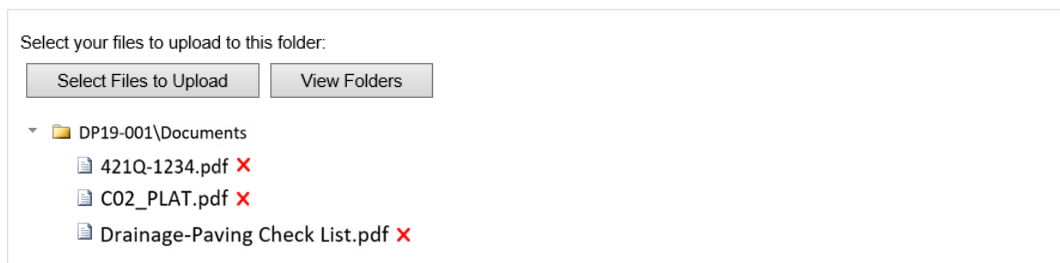 Select your files to upload to this folder:
Select Files to Upload View Folders
DP19-001\Documents
421Q-1234.pdf
C02_PLAT.pdf
Drainage-Paving Check List.pdf